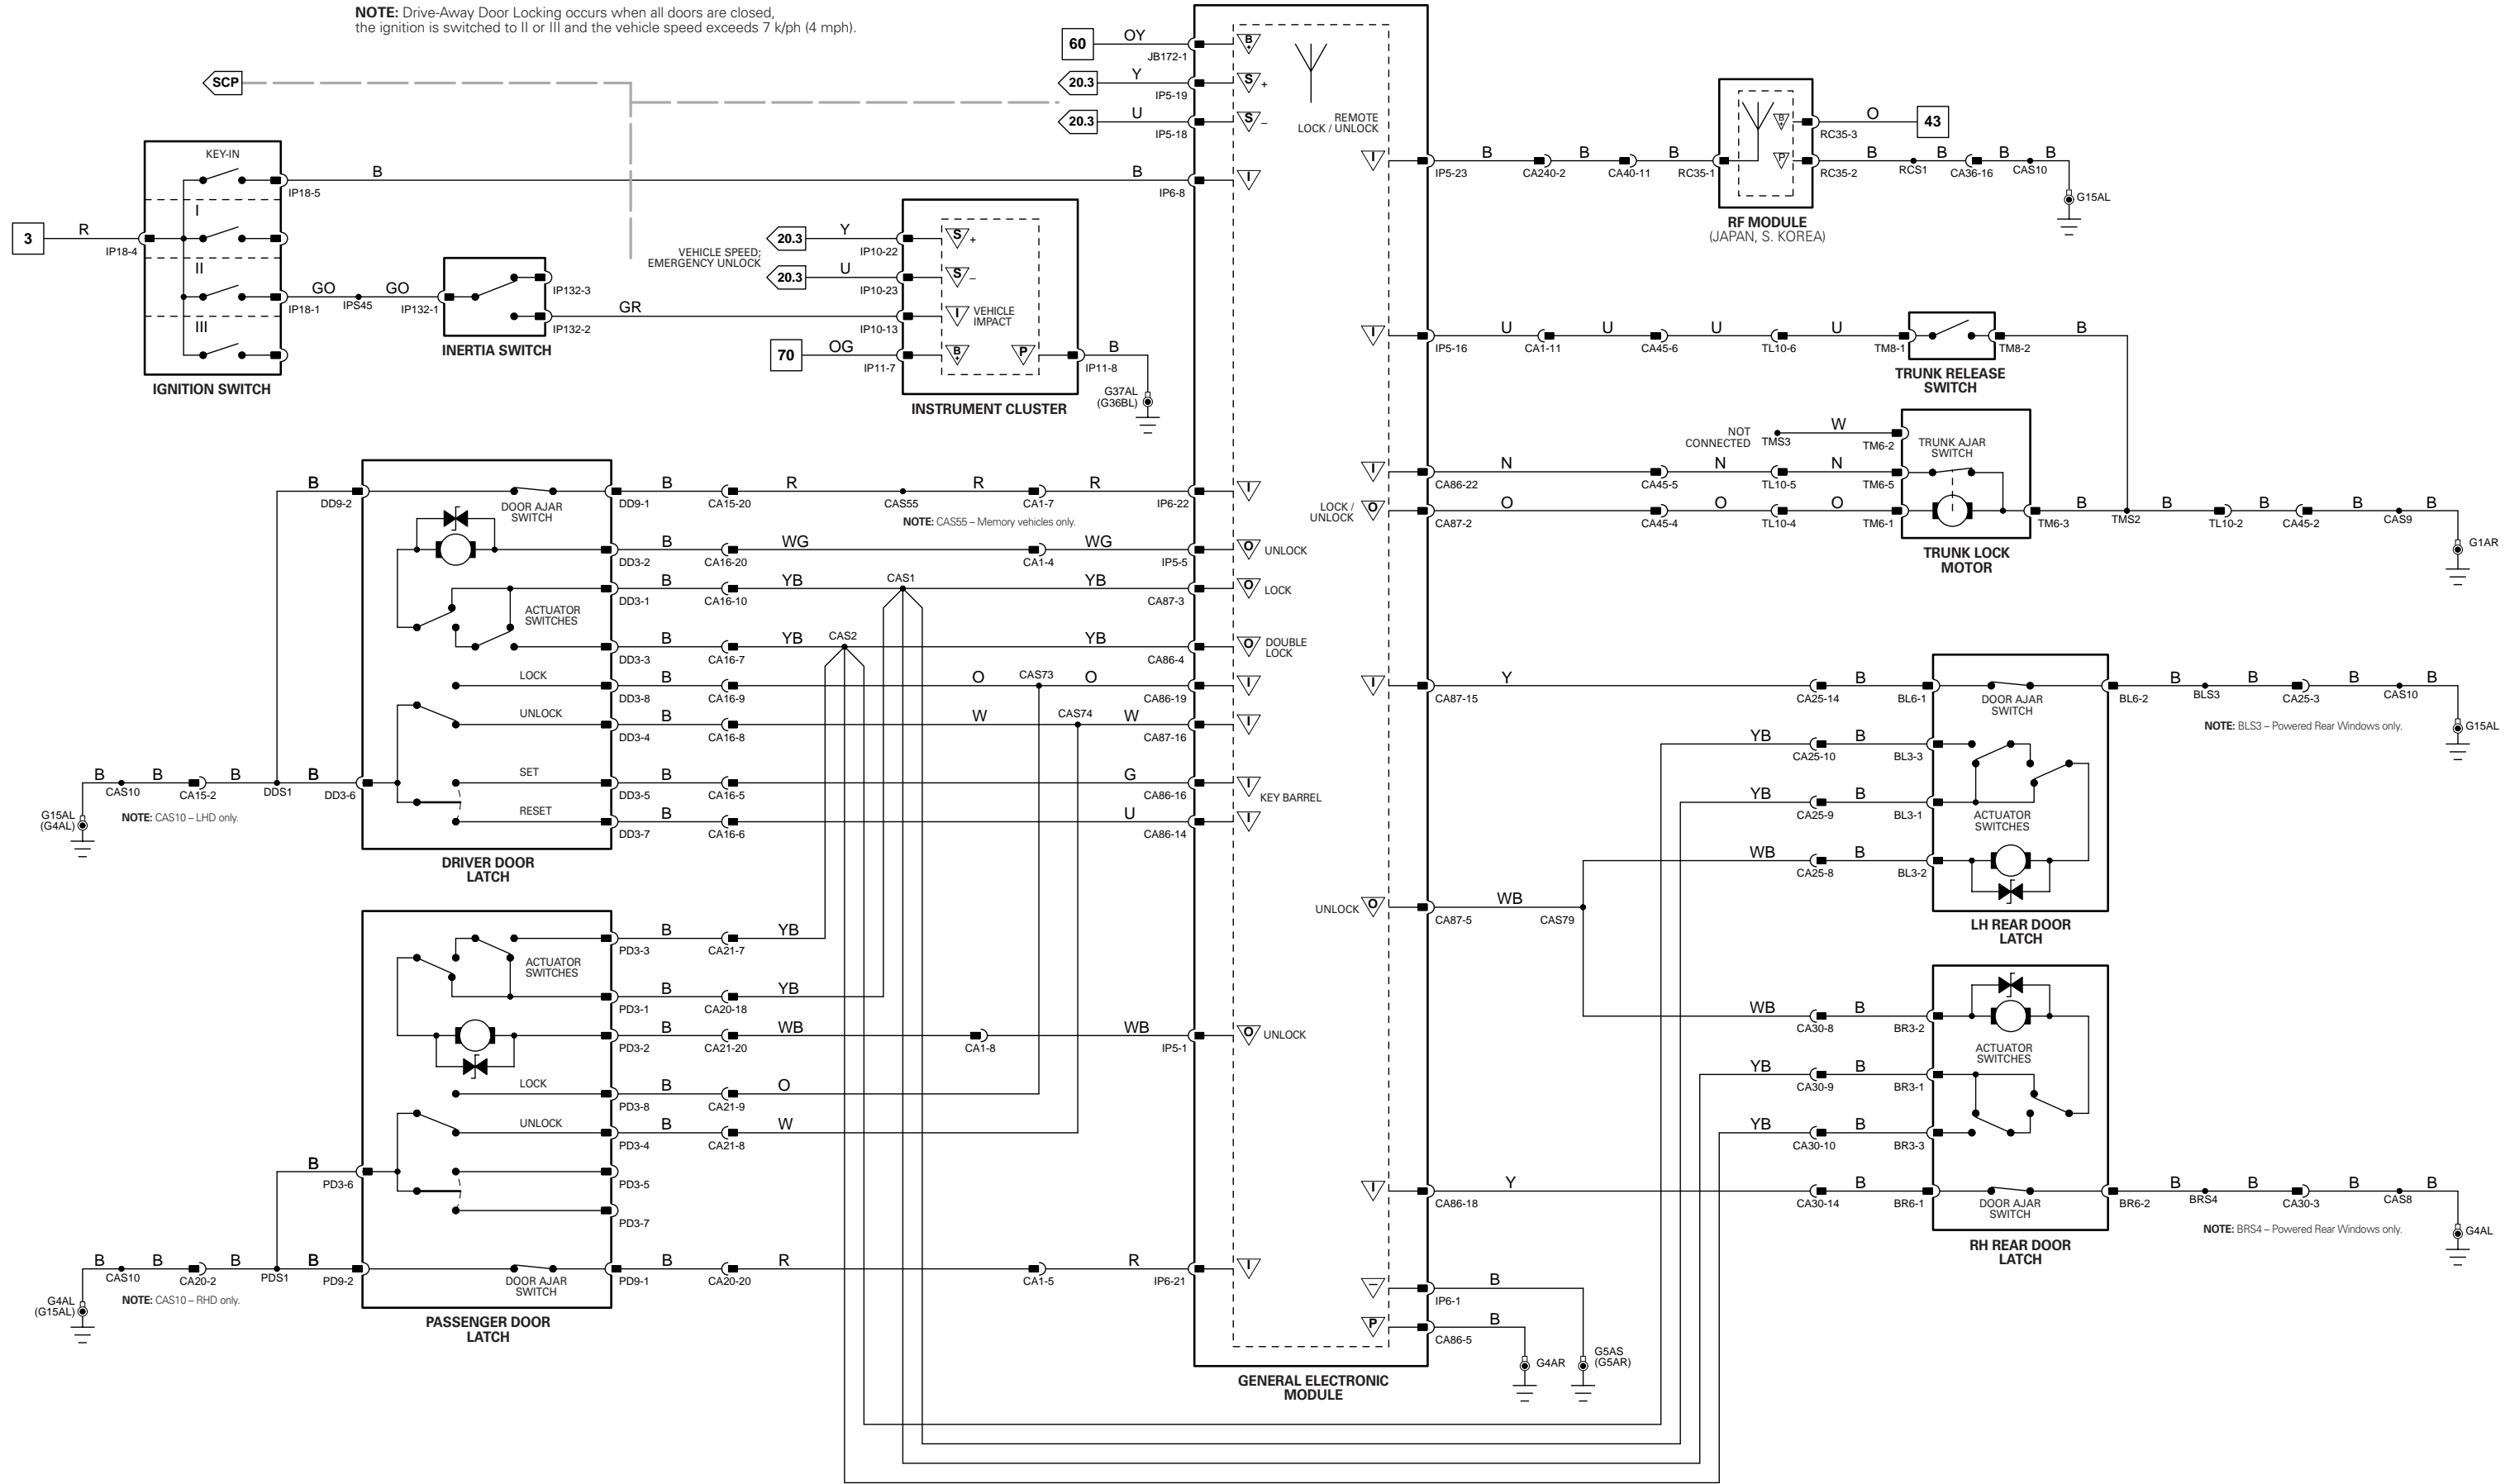 NOTE: Drive-Away Door Locking occurs when all doors are closed,
the ignition is switched to II or III and the vehicle speed exceeds 7 k/ph (4 mph).
SCP
60
OY
JB172-1
B
+
20.3
Y
IP5-19
S
+
20.3
U
IP5-18
S
–
REMOTE
LOCK / UNLOCK
KEY-IN
I
II
III
3
R
IP18-4
IP18-5
B
B
IP6-8
I
IP18-1
GO
IPS45
GO
IP132-1
IP132-3
IP132-2
GR
IGNITION SWITCH
INERTIA SWITCH
VEHICLE SPEED;
EMERGENCY UNLOCK
20.3
Y
IP10-22
S
+
20.3
U
IP10-23
S
–
IP10-13
I
VEHICLE
IMPACT
70
OG
IP11-7
B
+
P
IP11-8
B
G37AL
(G36BL)
INSTRUMENT CLUSTER
I
IP5-23
B
CA240-2
B
CA40-11
B
RC35-1
B
+
P
RC35-3
O
43
RC35-2
B
RCS1
B
CA36-16
B
CAS10
B
G15AL
RF MODULE
(JAPAN, S. KOREA)
I
IP5-16
U
CA1-11
U
CA45-6
U
TL10-6
U
TM8-1
TM8-2
B
TRUNK RELEASE
SWITCH
NOT
CONNECTED
TMS3
W
TM6-2
TRUNK AJAR
SWITCH
I
CA86-22
N
CA45-5
N
TL10-5
N
TM6-5
LOCK /
UNLOCK
O
CA87-2
O
CA45-4
O
TL10-4
O
TM6-1
TM6-3
B
TMS2
B
TL10-2
B
CA45-2
B
CAS9
B
G1AR
TRUNK LOCK
MOTOR
B
DD9-2
DOOR AJAR
SWITCH
DD9-1
B
CA15-20
R
CAS55
R
CA1-7
R
IP6-22
I
NOTE: CAS55 – Memory vehicles only.
DD3-2
B
CA16-20
WG
CA1-4
WG
IP5-5
O
UNLOCK
ACTUATOR
SWITCHES
DD3-1
B
CA16-10
YB
CAS1
YB
CA87-3
O
LOCK
DD3-3
B
CA16-7
YB
CAS2
YB
CA86-4
O
DOUBLE
LOCK
LOCK
DD3-8
B
CA16-9
O
CAS73
O
CA86-19
I
UNLOCK
DD3-4
B
CA16-8
W
CAS74
W
CA87-16
I
SET
DD3-5
B
CA16-5
G
CA86-16
I
KEY BARREL
RESET
DD3-7
B
CA16-6
U
CA86-14
I
B
CAS10
B
CA15-2
B
DDS1
B
DD3-6
G15AL
(G4AL)
NOTE: CAS10 – LHD only.
DRIVER DOOR
LATCH
ACTUATOR
SWITCHES
PD3-3
B
CA21-7
YB
PD3-1
B
CA20-18
YB
PD3-2
B
CA21-20
WB
CA1-8
WB
IP5-1
O
UNLOCK
LOCK
PD3-8
B
CA21-9
O
UNLOCK
PD3-4
B
CA21-8
W
B
PD3-6
PD3-5
PD3-7
B
CAS10
B
CA20-2
B
PDS1
B
PD9-2
DOOR AJAR
SWITCH
PD9-1
B
CA20-20
R
CA1-5
R
IP6-21
I
G4AL
(G15AL)
NOTE: CAS10 – RHD only.
PASSENGER DOOR
LATCH
I
CA87-15
Y
CA25-14
B
BL6-1
DOOR AJAR
SWITCH
BL6-2
B
BLS3
B
CA25-3
B
CAS10
B
G15AL
NOTE: BLS3 – Powered Rear Windows only.
YB
CA25-10
B
BL3-3
YB
CA25-9
B
BL3-1
ACTUATOR
SWITCHES
WB
CA25-8
B
BL3-2
LH REAR DOOR
LATCH
UNLOCK
O
CA87-5
WB
CAS79
WB
CA30-8
B
BR3-2
ACTUATOR
SWITCHES
YB
CA30-9
B
BR3-1
YB
CA30-10
B
BR3-3
I
CA86-18
Y
CA30-14
B
BR6-1
DOOR AJAR
SWITCH
BR6-2
B
BRS4
B
CA30-3
B
CAS8
B
G4AL
NOTE: BRS4 – Powered Rear Windows only.
RH REAR DOOR
LATCH
–
IP6-1
B
P
CA86-5
B
G4AR
G5AS
(G5AR)
GENERAL ELECTRONIC
MODULE